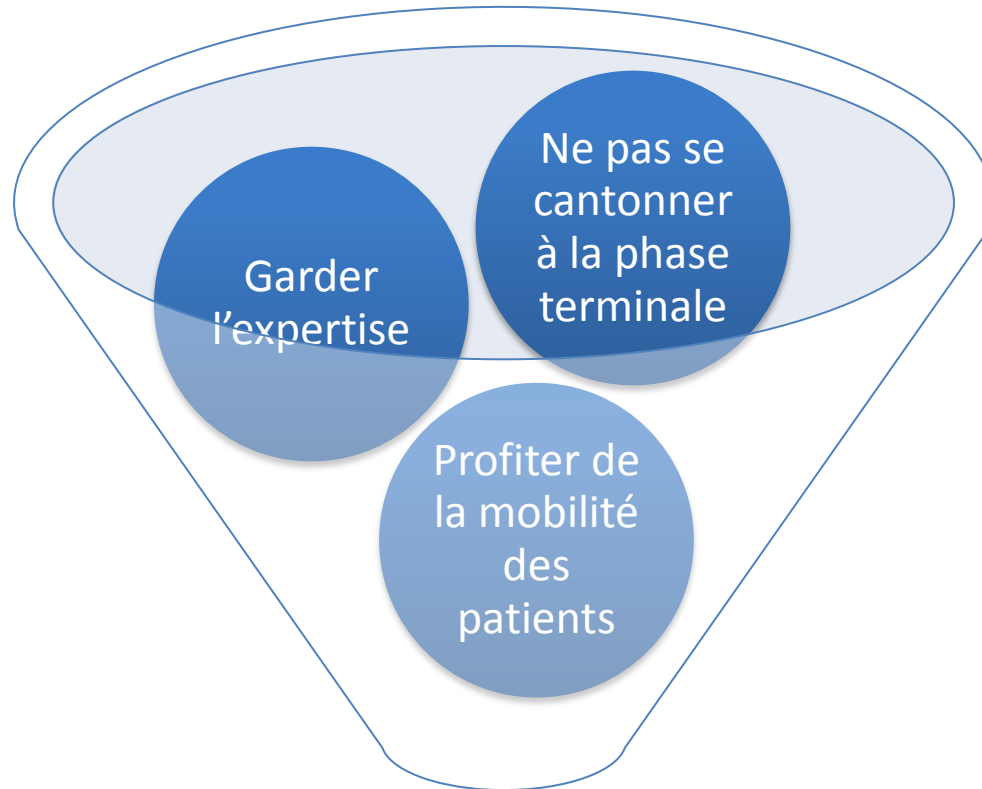 Ne pas se
cantonner
à la phase
terminale
Garder
l’expertise
Profiter de
la mobilité
des
patients